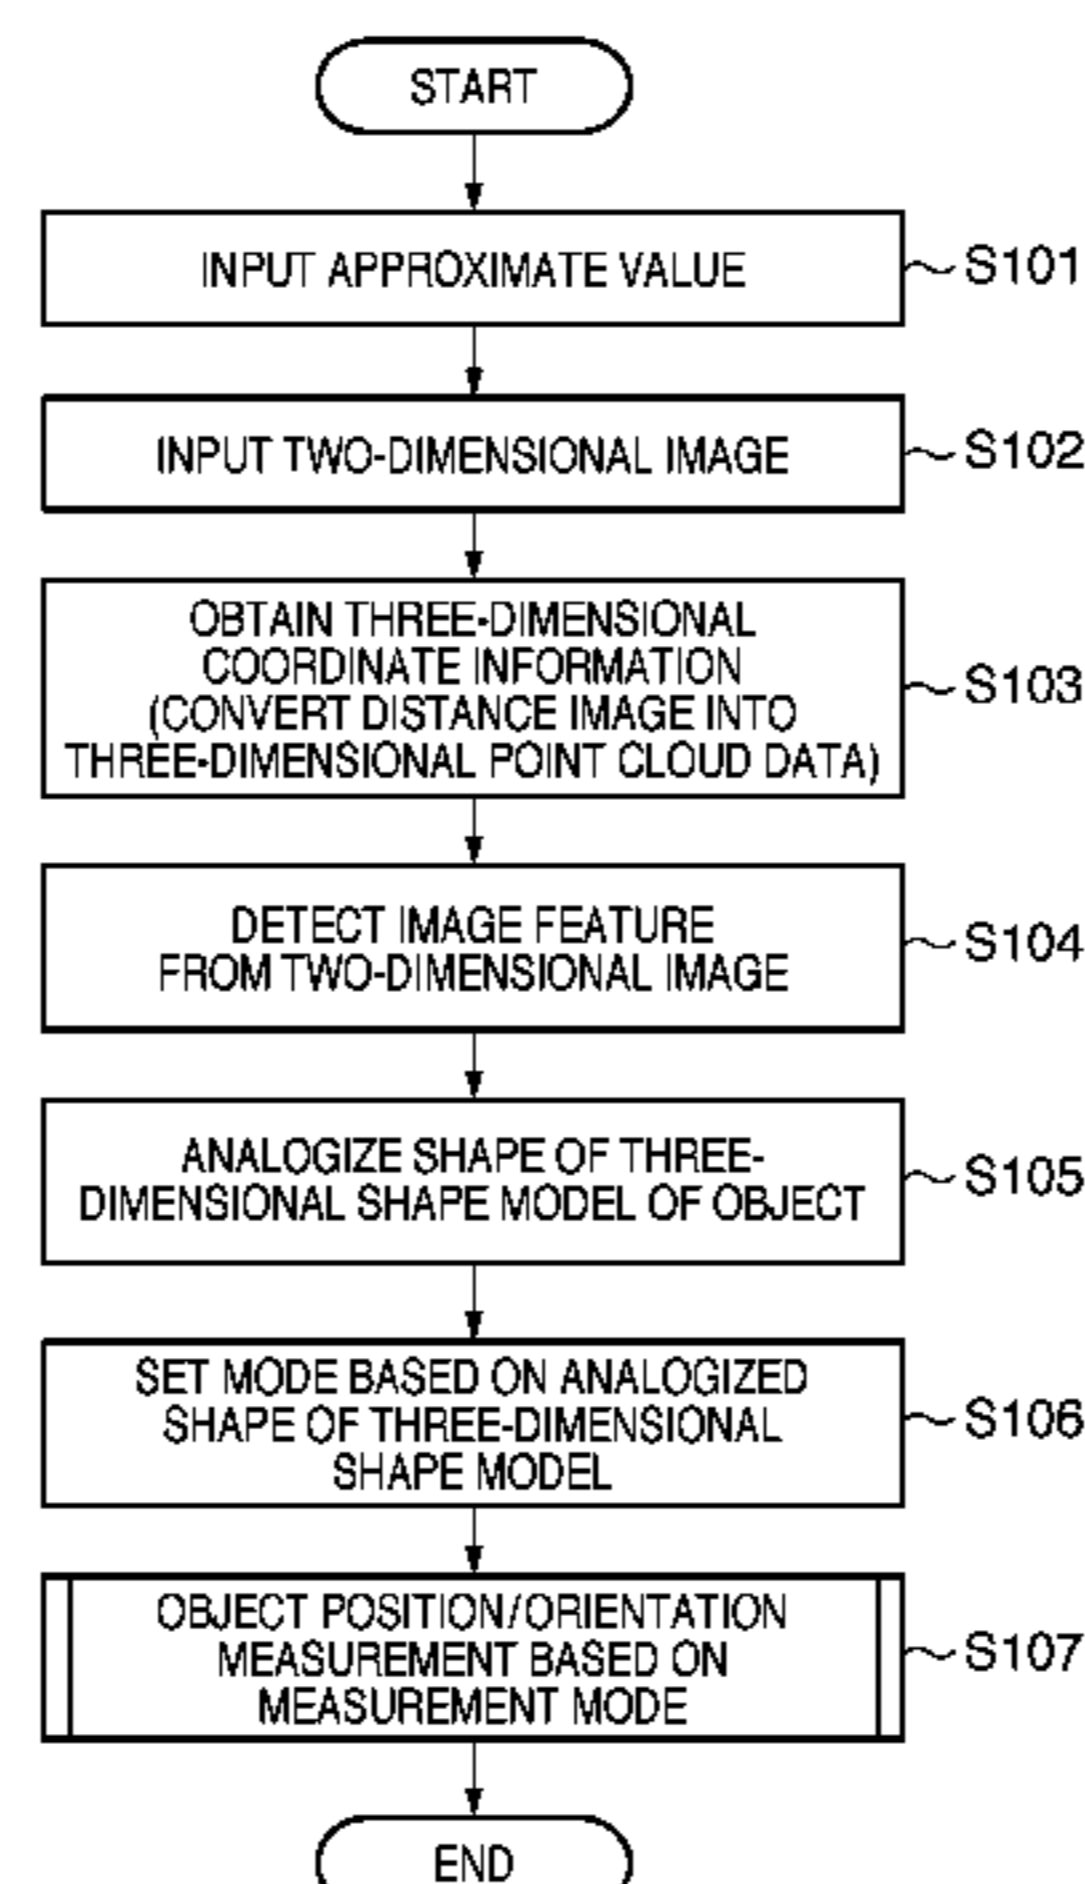 START
INPUT APPROXIMATE VALUE
S101
INPUT TWO-DIMENSIONAL IMAGE
S102
OBTAIN THREE-DIMENSIONAL
COORDINATE INFORMATION
(CONVERT DISTANCE IMAGE INTO
THREE-DIMENSIONAL POINT CLOUD DATA)
S103
DETECT IMAGE FEATURE
FROM TWO-DIMENSIONAL IMAGE
S104
ANALOGIZE SHAPE OF THREE-
DIMENSIONAL SHAPE MODEL OF OBJECT
S105
SET MODE BASED ON ANALOGIZED
SHAPE OF THREE-DIMENSIONAL
SHAPE MODEL
S106
OBJECT POSITION/ORIENTATION
MEASUREMENT BASED ON
MEASUREMENT MODE
S107
END